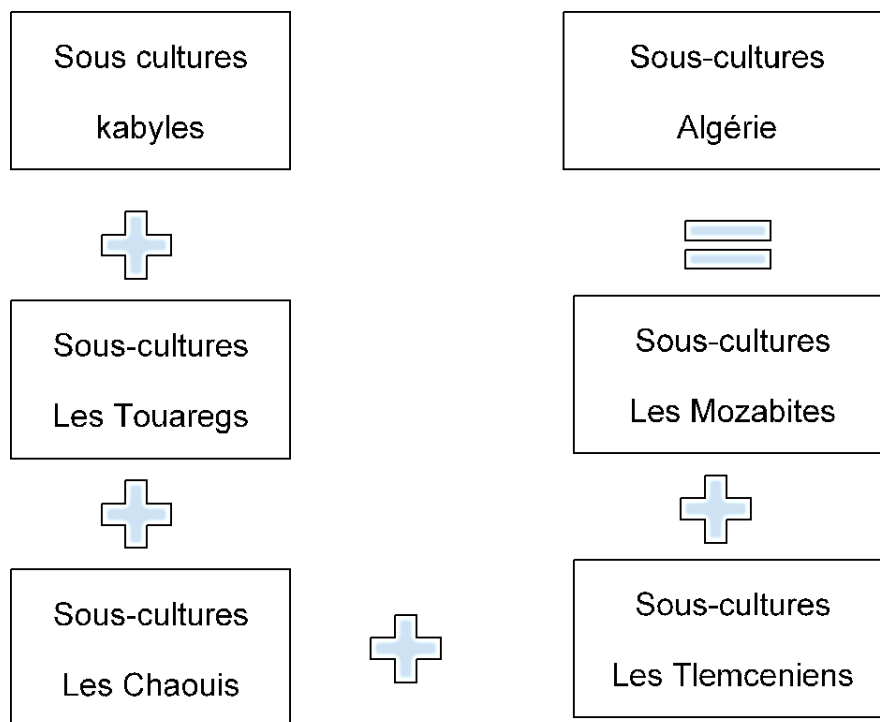 Sous cultures
kabyles
Sous-cultures
Algérie
Sous-cultures
Les Touaregs
Sous-cultures
Les Mozabites
Sous-cultures
Les Chaouis
Sous-cultures
Les Tlemceniens